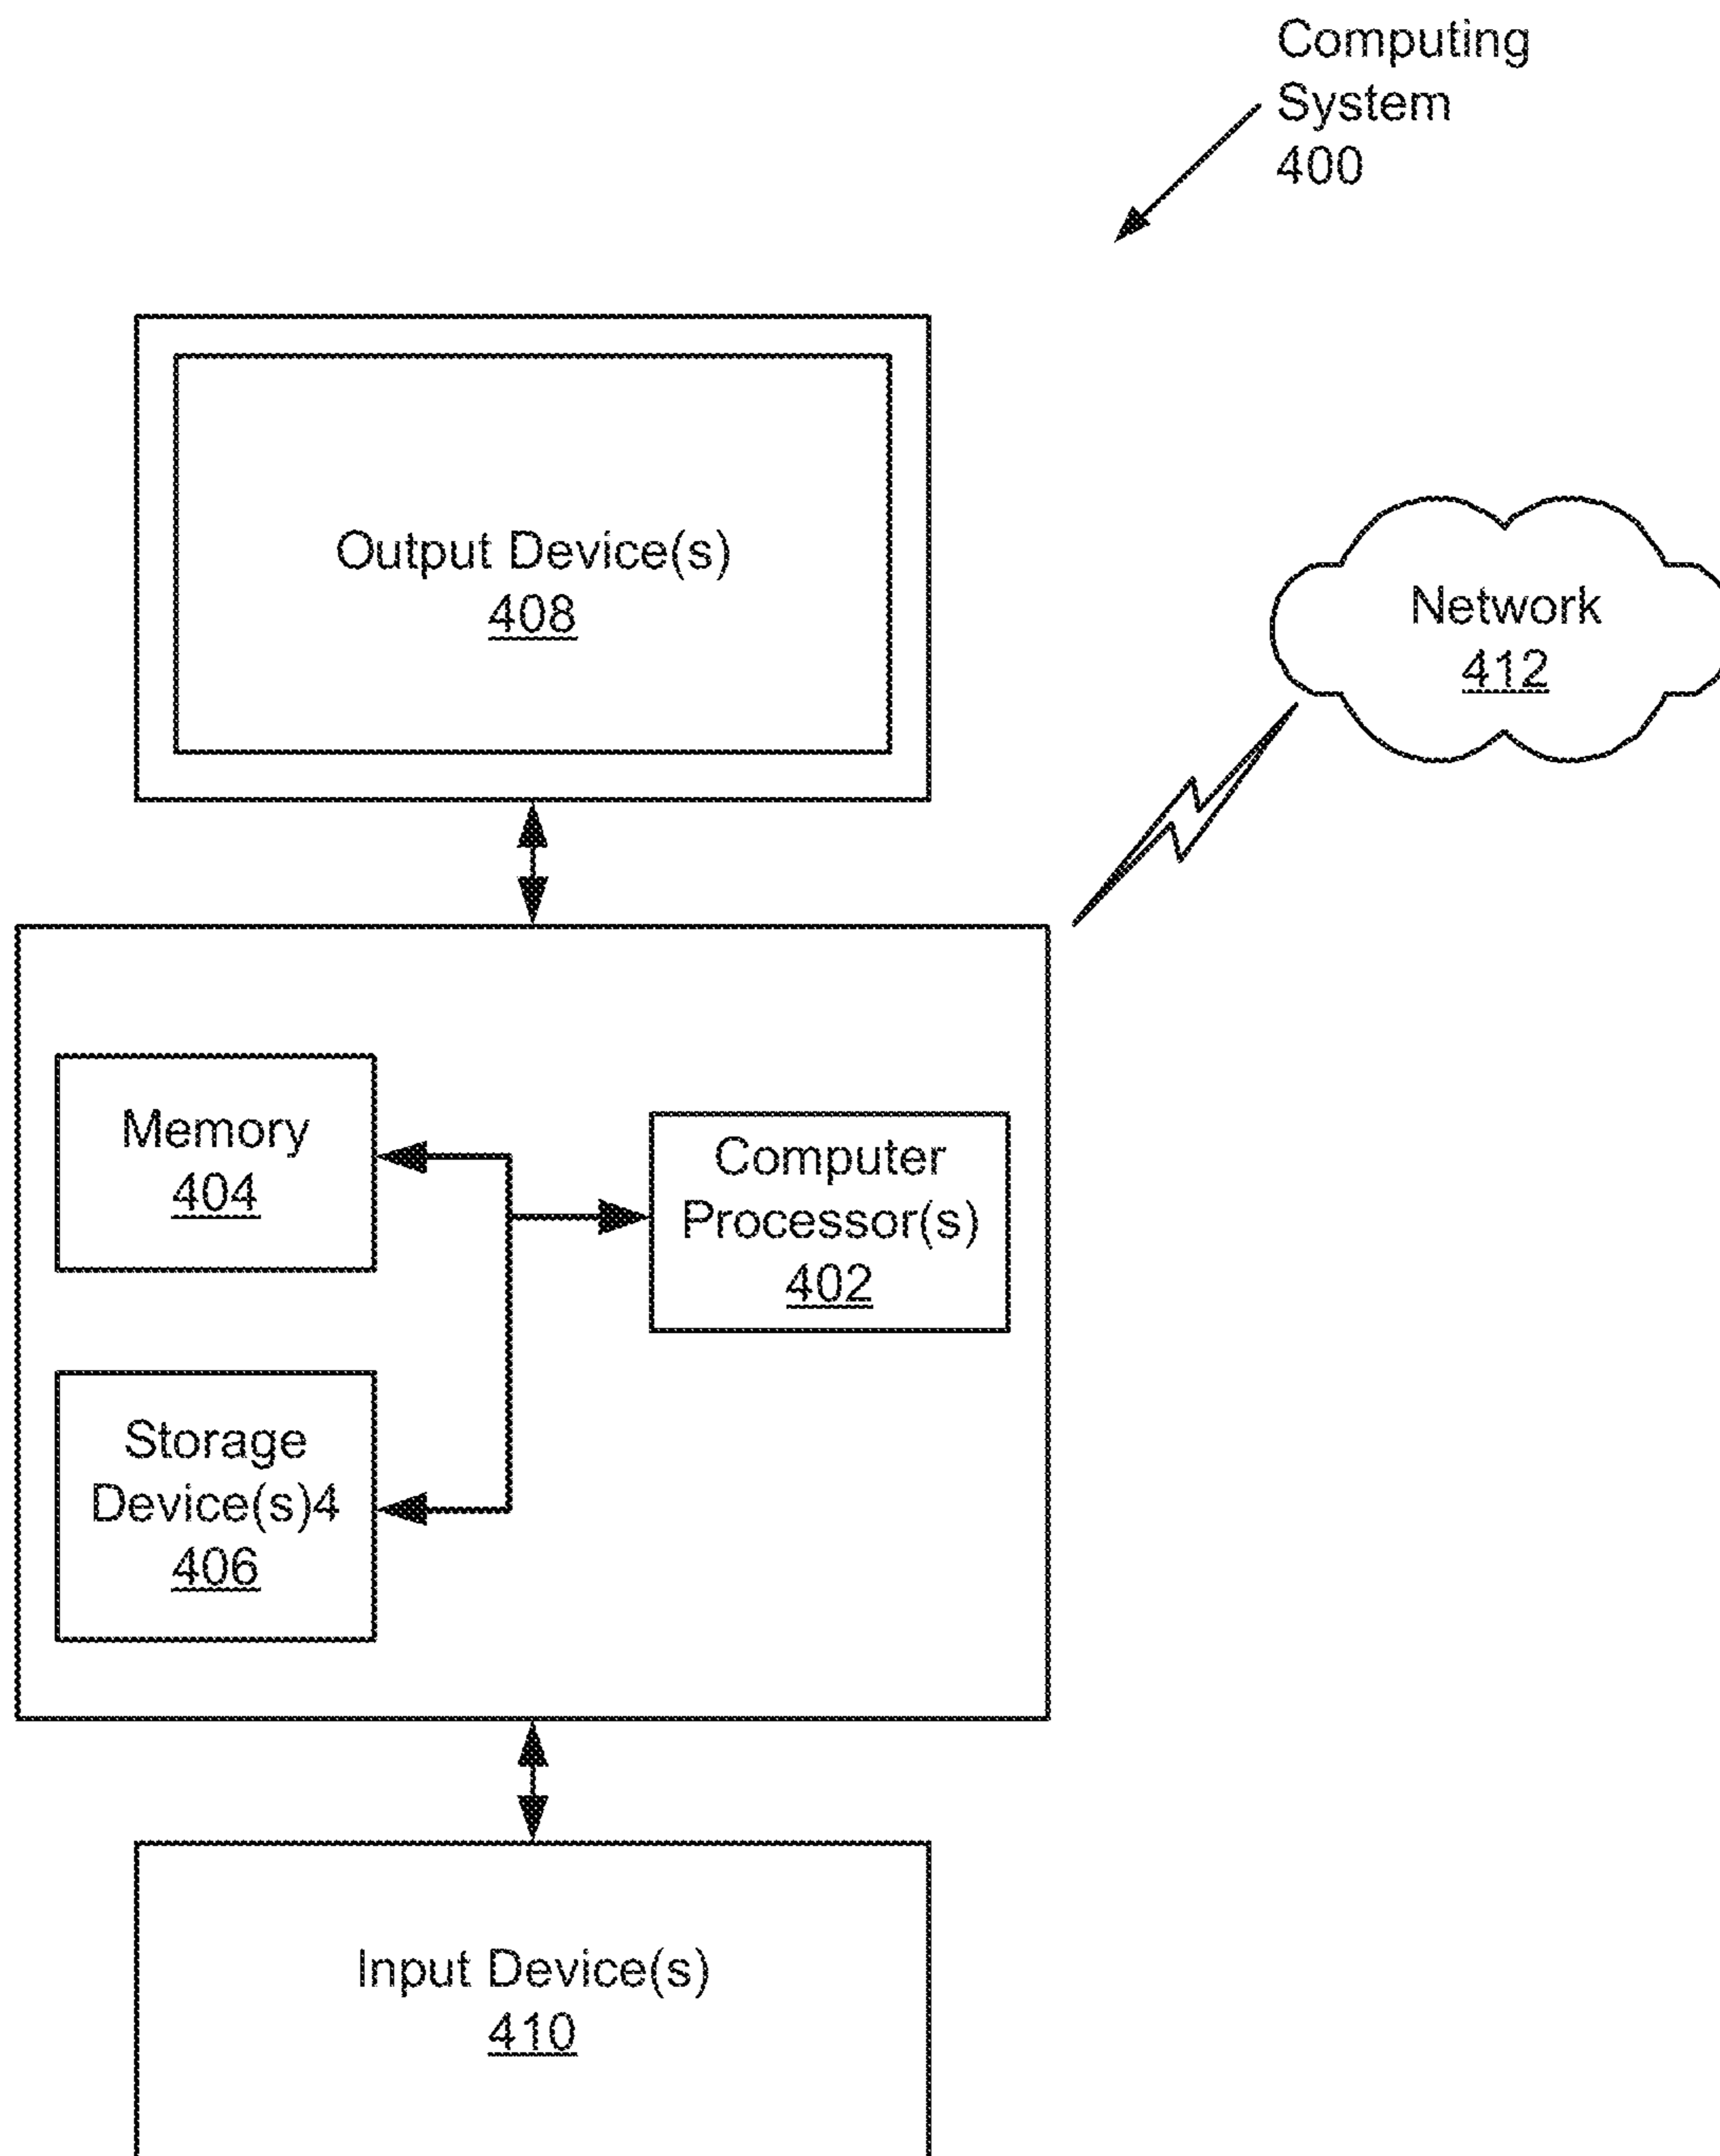 Computing
System
400
Output Device(s)
408
Network
412
Memory
404
Computer
Processor(s)
402
Storage
Device(s)4
406
Input Device(s)
410